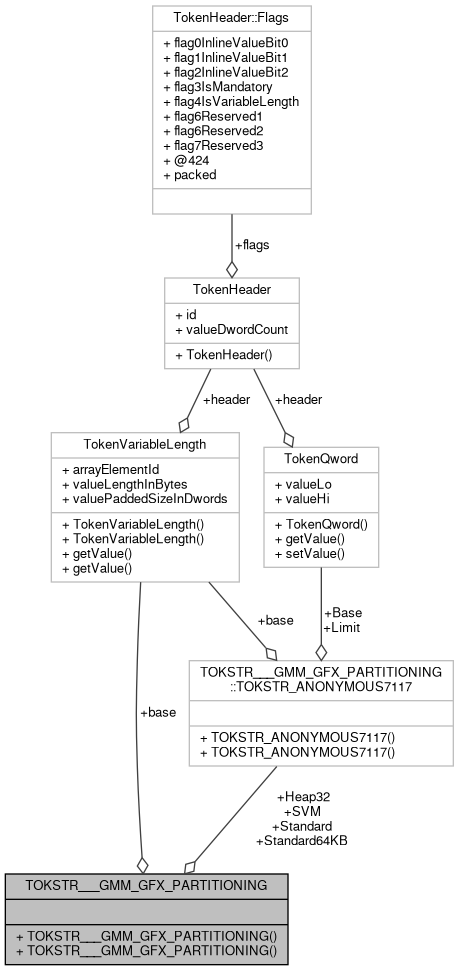 TokenHeader::Flags
+ flag0InlineValueBit0
+ flag1InlineValueBit1
+ flag2InlineValueBit2
+ flag3IsMandatory
+ flag4IsVariableLength
+ flag6Reserved1
+ flag6Reserved2
+ flag7Reserved3
+ @424
+ packed
+flags
TokenHeader
+ id
+ valueDwordCount
+ TokenHeader()
+header
+header
TokenVariableLength
+ arrayElementId
+ valueLengthInBytes
+ valuePaddedSizeInDwords
+ TokenVariableLength()
+ TokenVariableLength()
+ getValue()
+ getValue()
TokenQword
+ valueLo
+ valueHi
+ TokenQword()
+ getValue()
+ setValue()
+base
+Base
+Limit
TOKSTR___GMM_GFX_PARTITIONING
::TOKSTR_ANONYMOUS7117
+ TOKSTR_ANONYMOUS7117()
+ TOKSTR_ANONYMOUS7117()
+base
+Heap32
+SVM
+Standard
+Standard64KB
TOKSTR___GMM_GFX_PARTITIONING
+ TOKSTR___GMM_GFX_PARTITIONING()
+ TOKSTR___GMM_GFX_PARTITIONING()